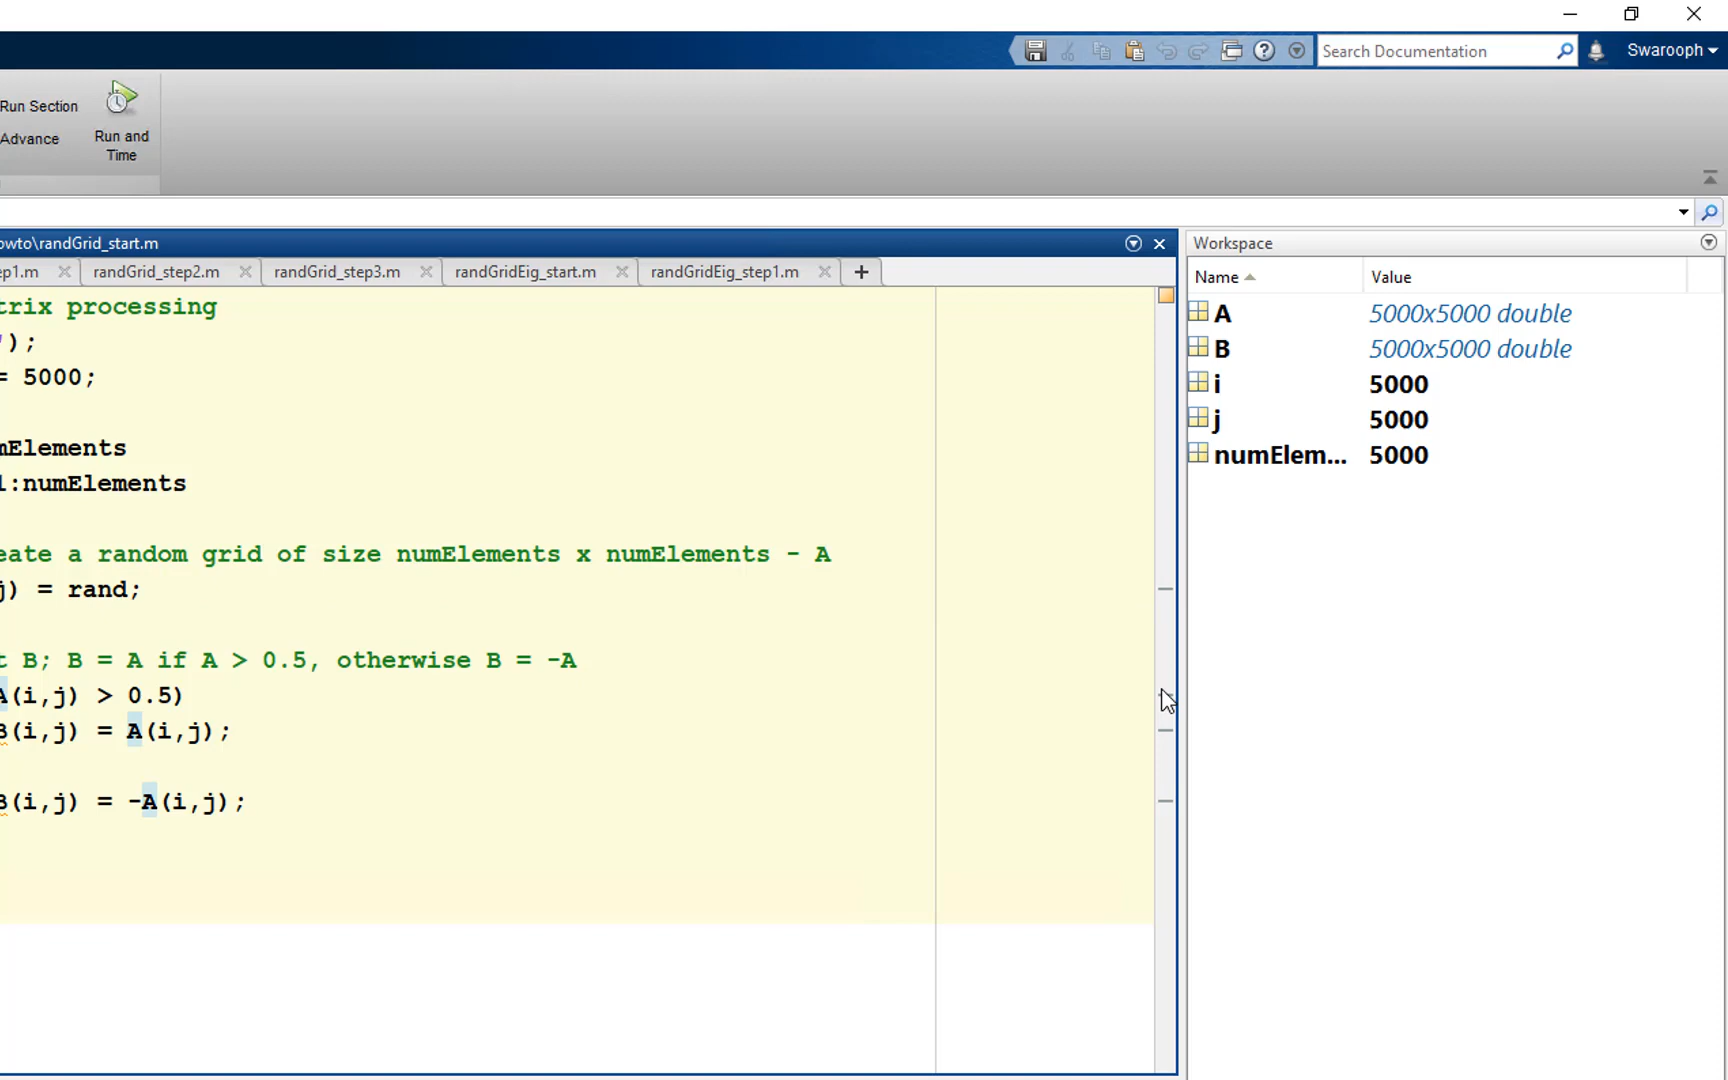 Search Documentation
Swarooph
Run Section
Advance
Run and
Time
owto\randGrid_start.m
ep1.m
randGrid_step2.m
randGrid_step3.m
randGridEig_start.m
randGridEig_step1.m
trix processing
');
= 5000;
mElements
1:numElements
eate a random grid of size numElements x numElements - A
j) = rand;
t B; B = A if A > 0.5, otherwise B = -A
A(i,j) > 0.5)
B(i,j) = A(i,j);
B(i,j) = -A(i,j);
Workspace
Name Value
A 5000x5000 double
B 5000x5000 double
i 5000
j 5000
numElem... 5000